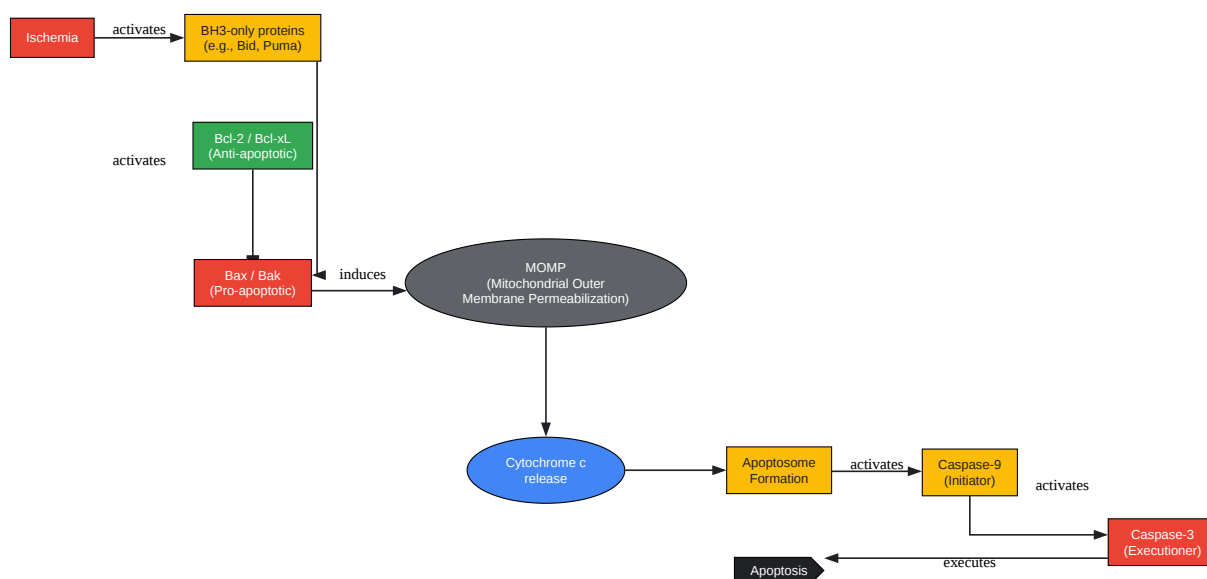 Ischemia
activates
BH3-only proteins
(e.g., Bid, Puma)
Bcl-2 / Bcl-xL
(Anti-apoptotic)
activates
Bax / Bak
(Pro-apoptotic)
induces
MOMP
(Mitochondrial Outer
Membrane Permeabilization)
Cytochrome c
release
Apoptosome
Formation
activates
Caspase-9
(Initiator)
activates
Caspase-3
(Executioner)
executes
Apoptosis